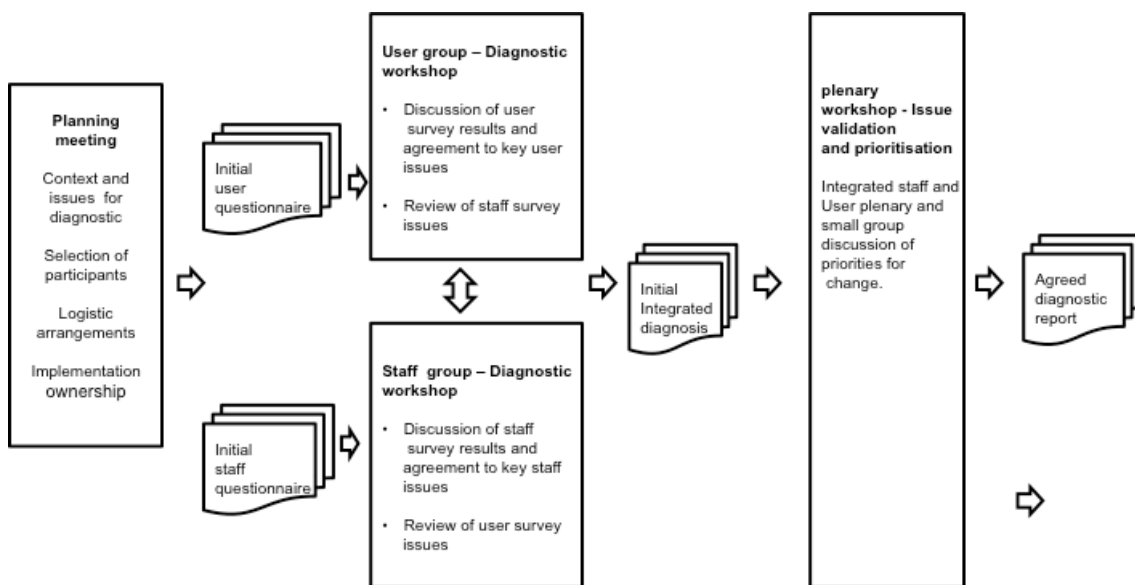 Planning
meeting
Context and
issues for
diagnostic
Selection of
participants
Logistic
arrangements
Implementation
ownership
Initial
user
questionnaire
Initial
staff
questionnaire
User group – Diagnostic
workshop
• Discussion of user
survey results and
agreement to key user
issues
• Review of staff survey
issues
Staff group – Diagnostic
workshop
• Discussion of staff
survey results and
agreement to key staff
issues
• Review of user survey
issues
Initial
Integrated
diagnosis
plenary
workshop - Issue
validation
and prioritisation
Integrated staff and
User plenary and
small group
discussion of
priorities for
change.
Agreed
diagnostic
report